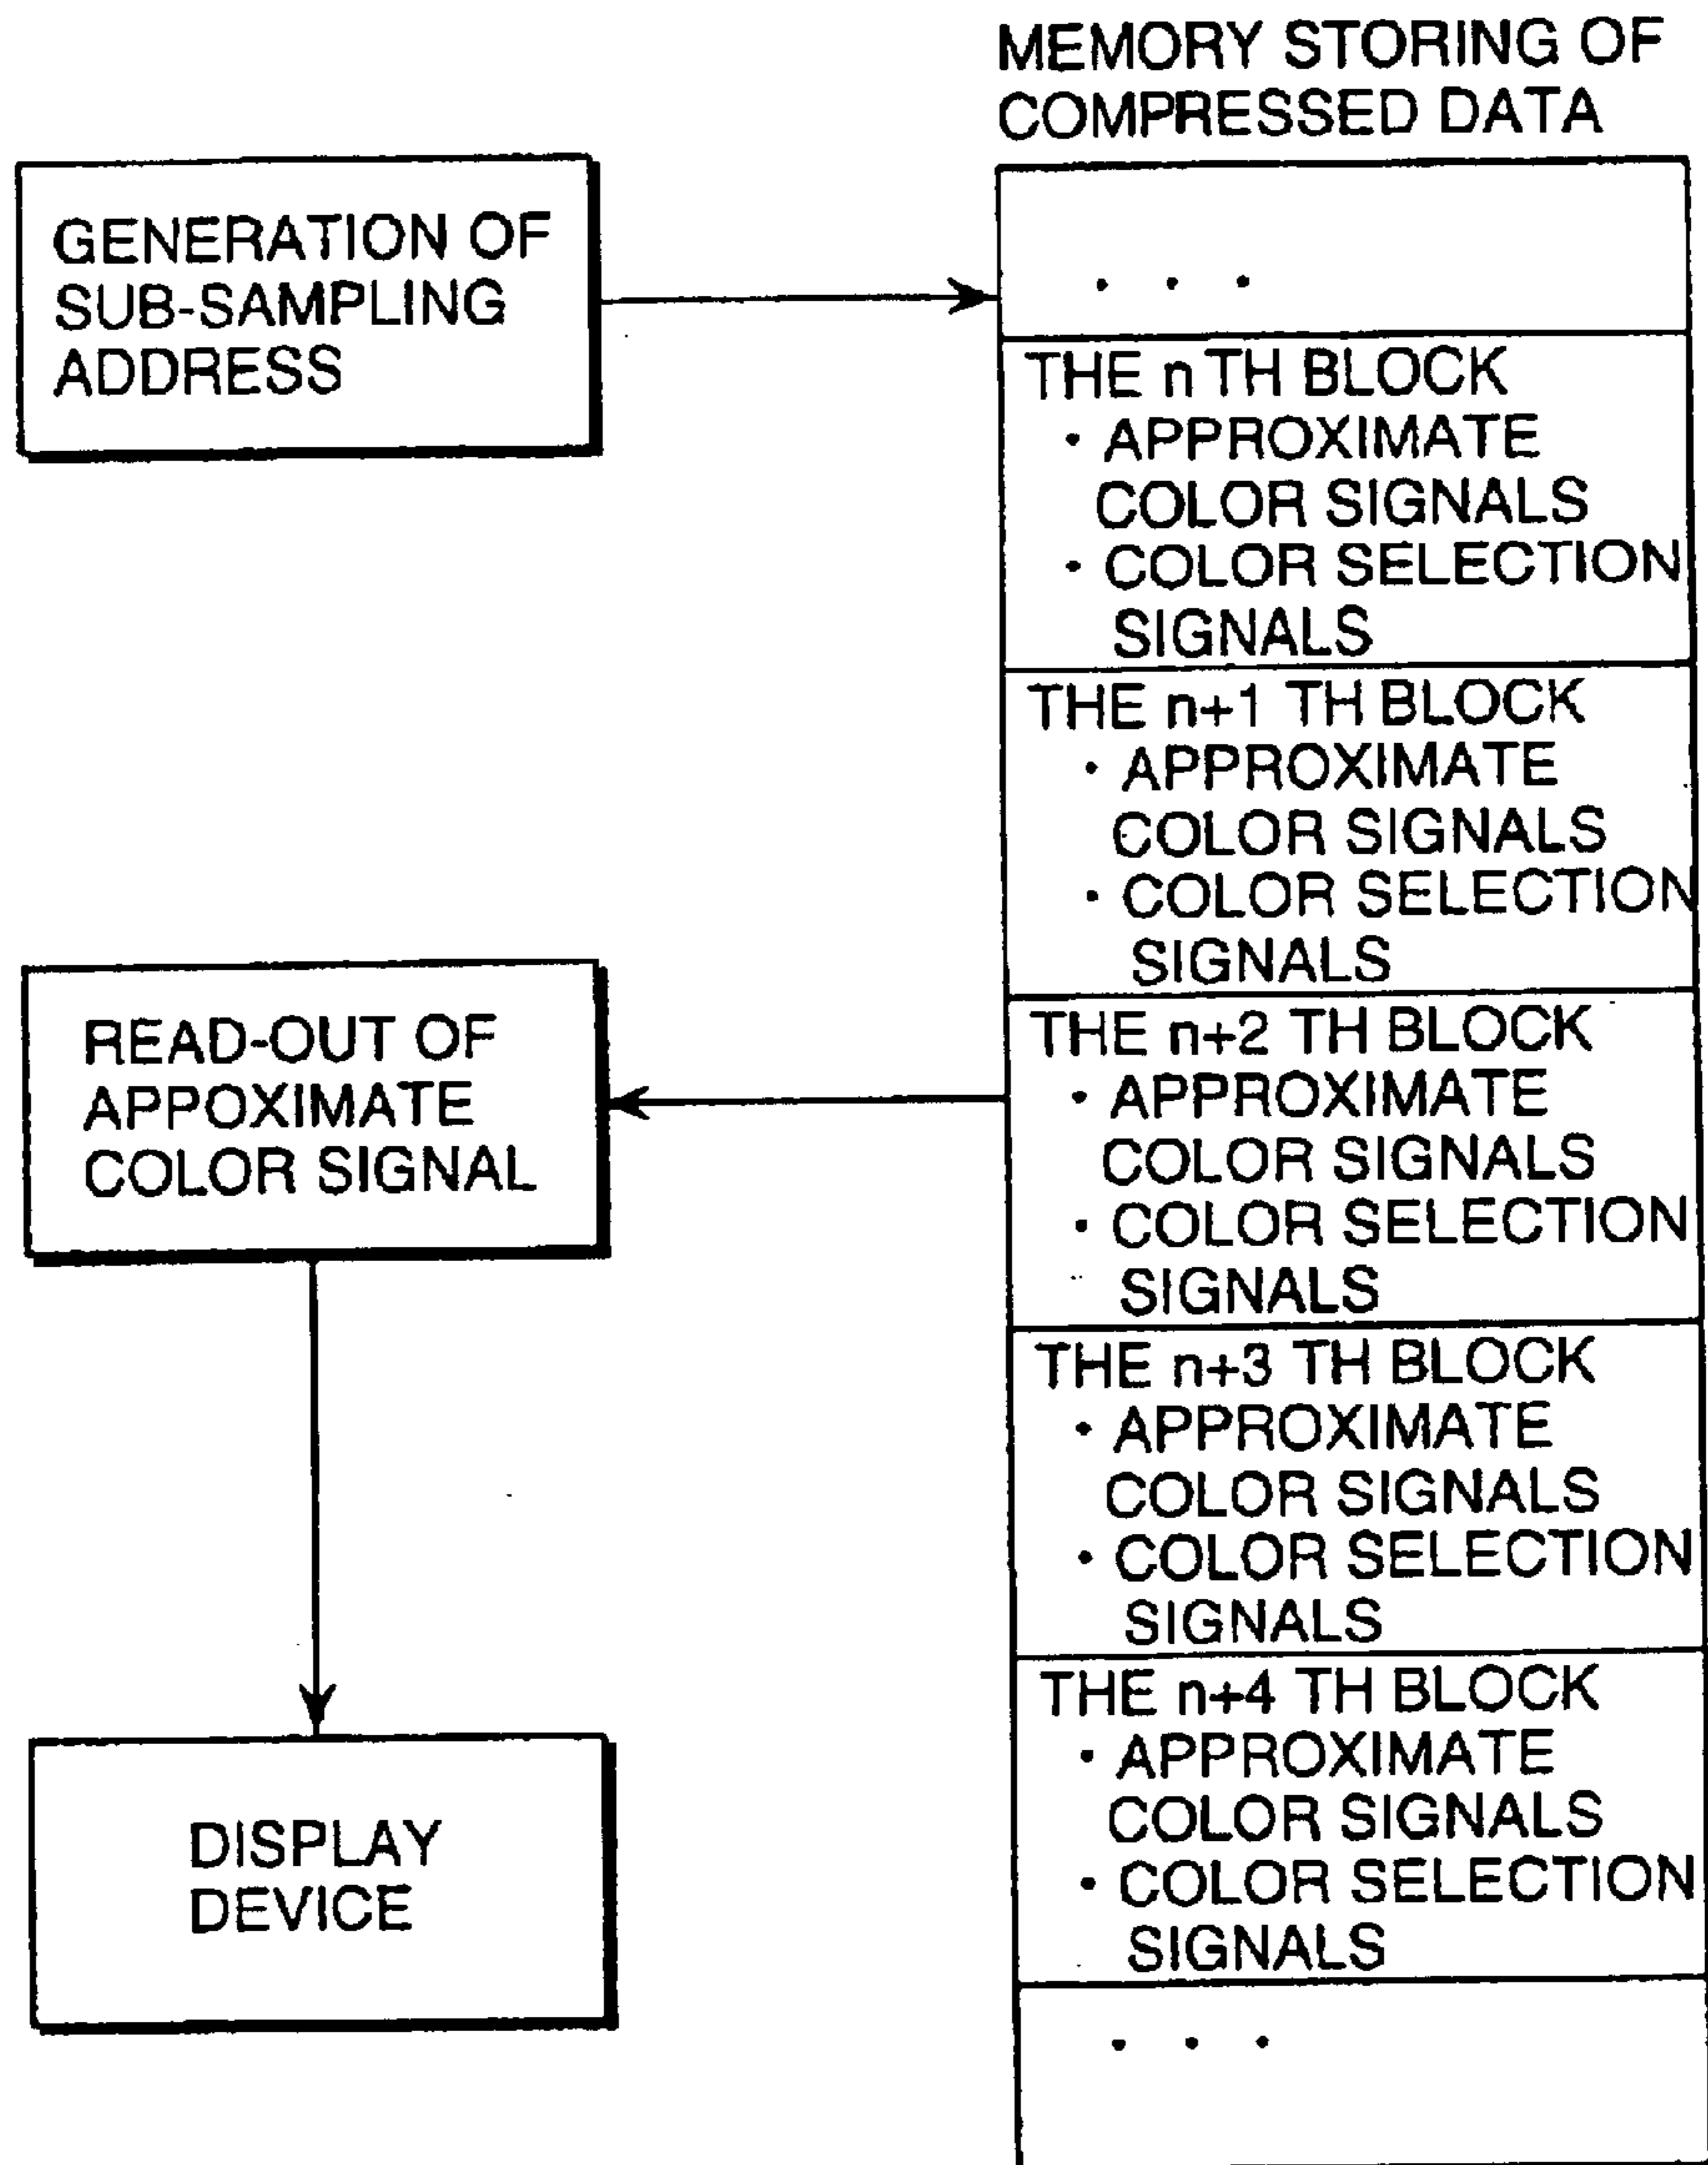 MEMORY STORING OF
COMPRESSED DATA
GENERATION OF
SUB-SAMPLING
ADDRESS
. . .
THE n TH BLOCK
· APPROXIMATE
COLOR SIGNALS
· COLOR SELECTION
SIGNALS
THE n+1 TH BLOCK
· APPROXIMATE
COLOR SIGNALS
· COLOR SELECTION
SIGNALS
READ-OUT OF
APPOXIMATE
COLOR SIGNAL
THE n+2 TH BLOCK
· APPROXIMATE
COLOR SIGNALS
· COLOR SELECTION
SIGNALS
THE n+3 TH BLOCK
· APPROXIMATE
COLOR SIGNALS
· COLOR SELECTION
SIGNALS
THE n+4 TH BLOCK
· APPROXIMATE
COLOR SIGNALS
· COLOR SELECTION
SIGNALS
DISPLAY
DEVICE
. . .